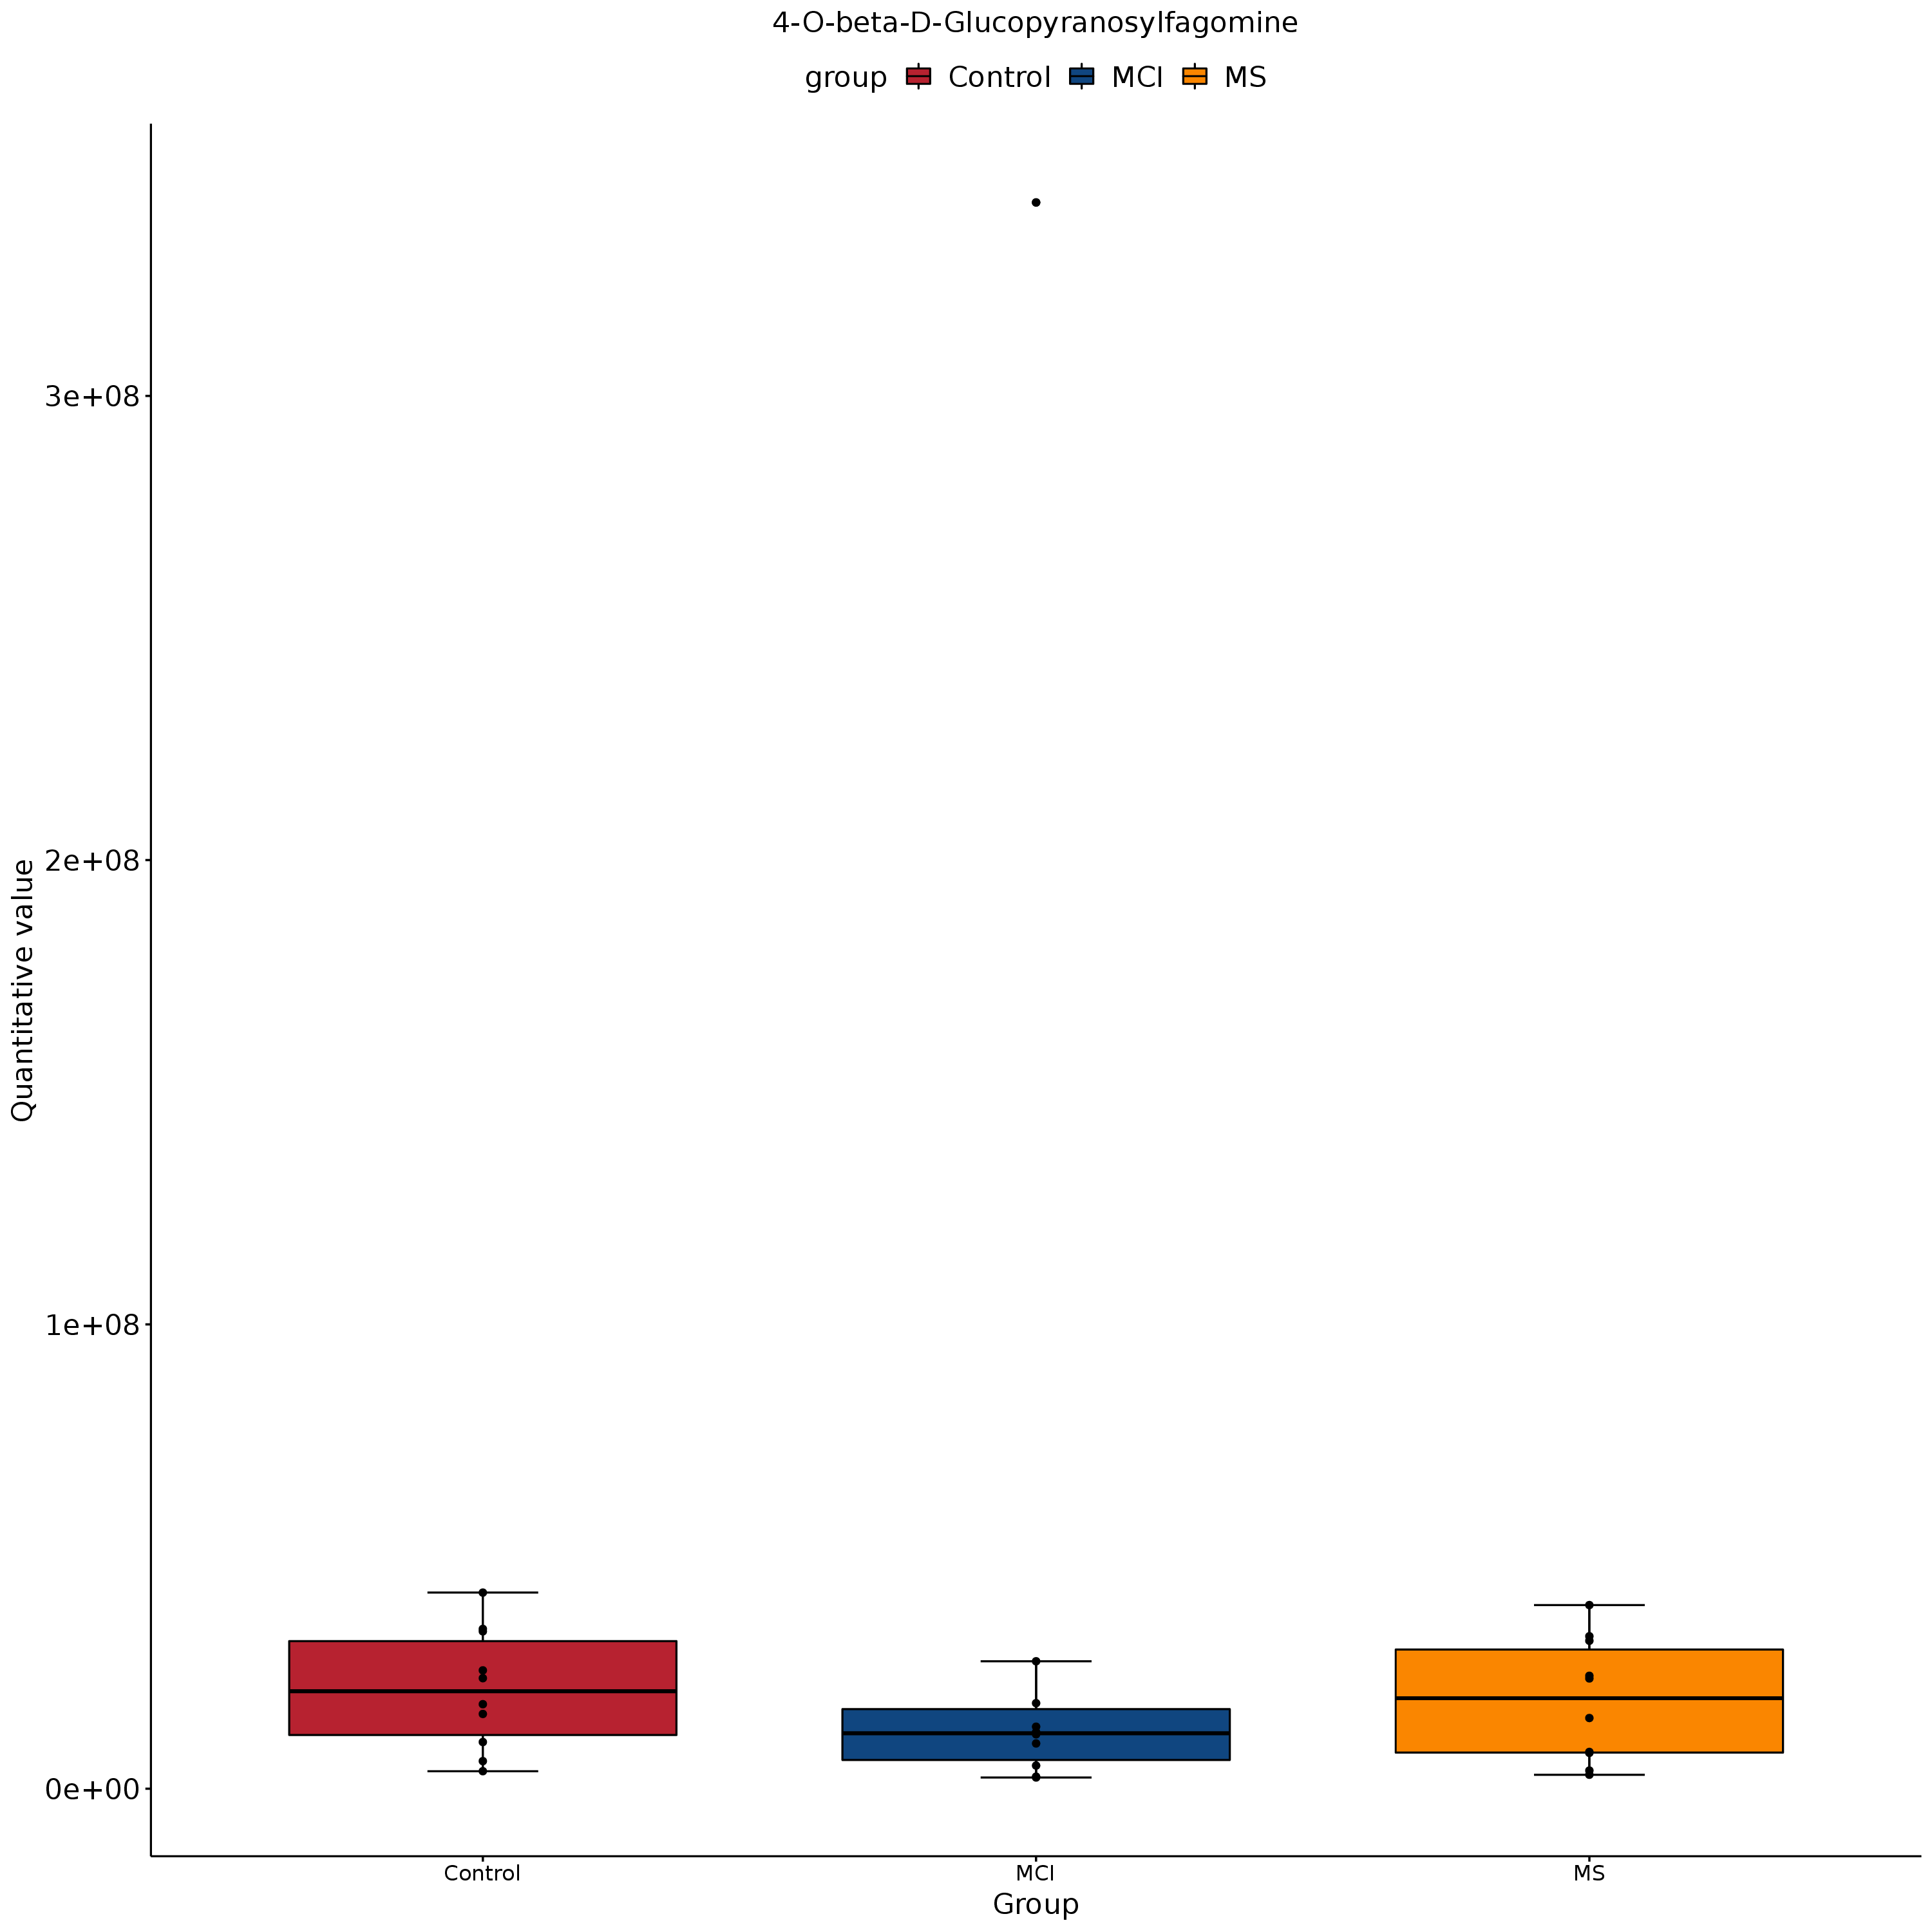 4-O-beta-D-Glucopyranosylfagomine
group Control MCI MS
Quantitative value
3e+08
2e+08
1e+08
0e+00
Control MCI MS
Group